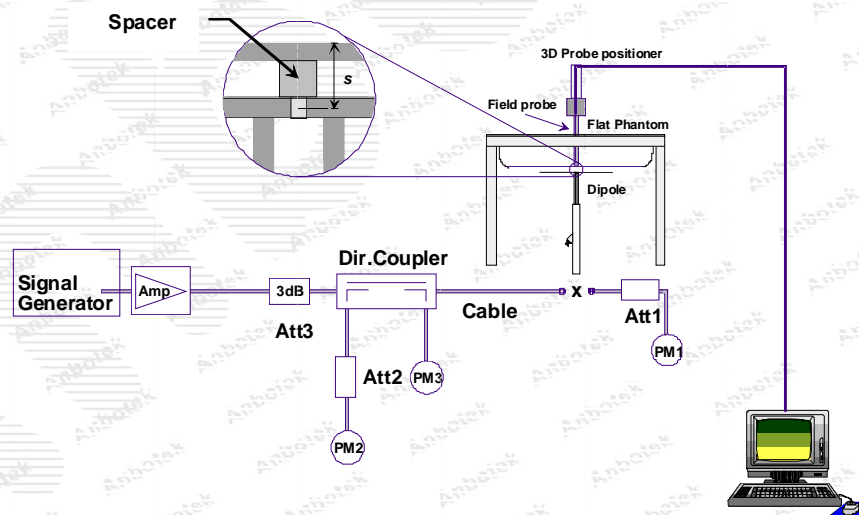 Spacer
s
3D Probe positioner
Field probe
Flat Phantom
Dipole
Signal
Generator
Amp
3dB
Att3
Dir.Coupler
Cable
x
Att1
PM1
Att2
PM3
PM2
Anbotek